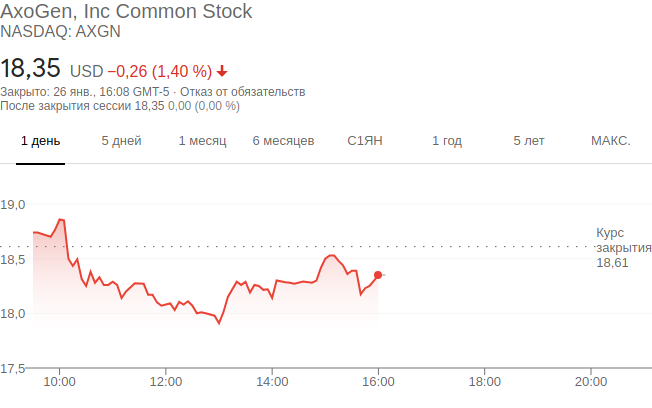 AxoGen, Inc Common Stock
NASDAQ: AXGN
18,35 USD −0,26 (1,40 %)
Закрыто: 26 янв., 16:08 GMT-5 · Отказ от обязательств
После закрытия сессии 18,35 0,00 (0,00 %)
1 день 5 дней 1 месяц 6 месяцев С1ЯН 1 год 5 лет МАКС.
19,0
Курс
закрытия
18,5
18,61
18,0
17,5
10:00 12:00 14:00 16:00 18:00 20:00